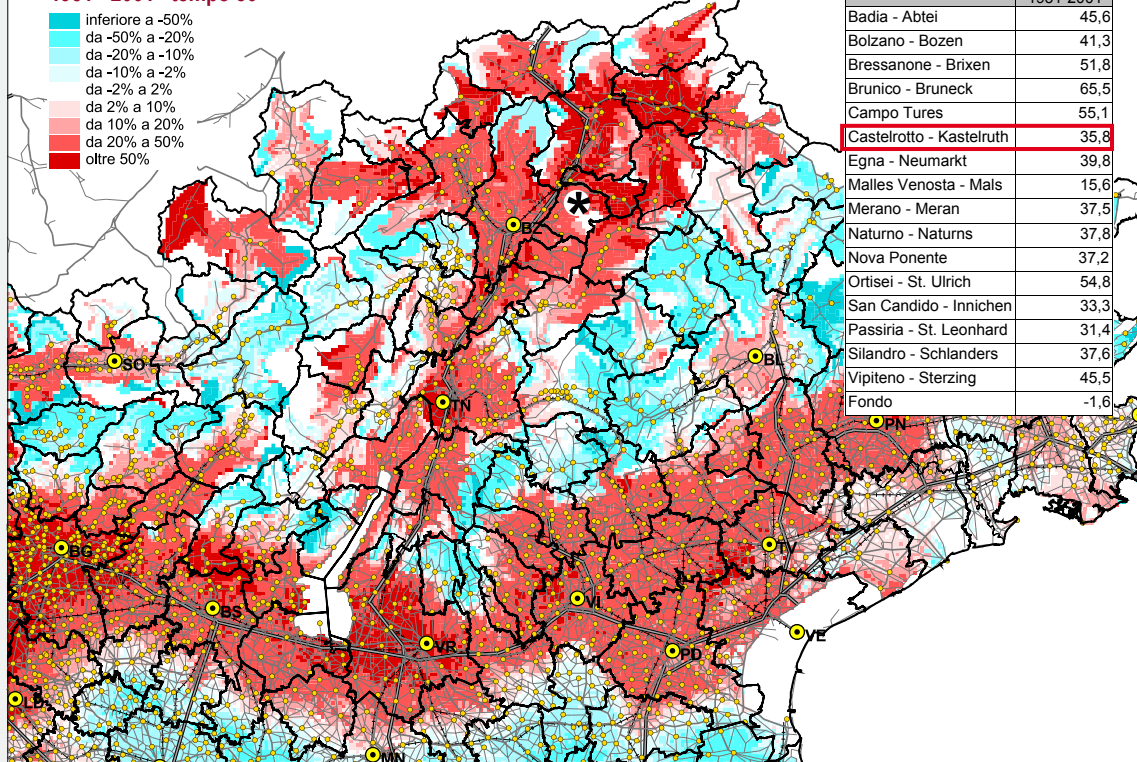 inferiore a -50%
da -50% a -20%
da -20% a -10%
da -10% a -2%
da -2% a 2%
da 2% a 10%
da 10% a 20%
da 20% a 50%
oltre 50%
Badia - Abtei 45,6
Bolzano - Bozen 41,3
Bressanone - Brixen 51,8
Brunico - Bruneck 65,5
Campo Tures 55,1
Castelrotto - Kastelruth 35,8
Egna - Neumarkt 39,8
Malles Venosta - Mals 15,6
Merano - Meran 37,5
Naturno - Naturns 37,8
Nova Ponente 37,2
Ortisei - St. Ulrich 54,8
San Candido - Innichen 33,3
Passiria - St. Leonhard 31,4
Silandro - Schlanders 37,6
Vipiteno - Sterzing 45,5
Fondo -1,6
*
BZ
SO
BL
TN
PN
BG
TV
BS
VI
VE
VR
PD
MN